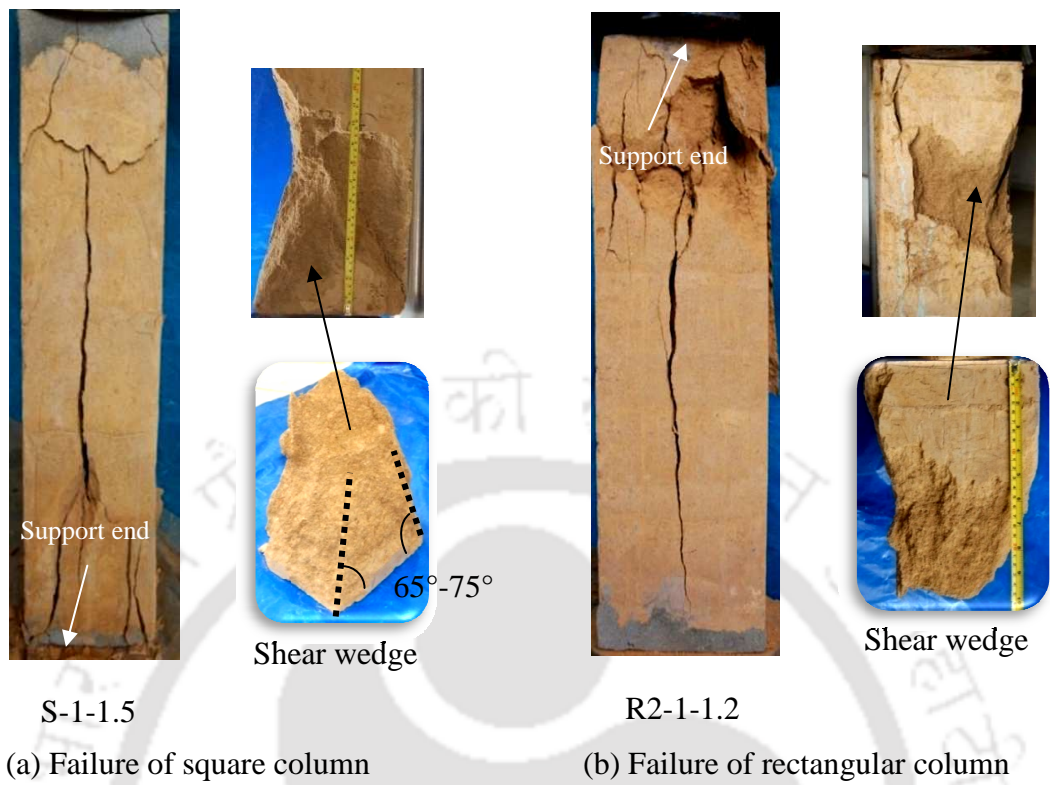 Support end
Support end
65°-75°
Shear wedge
Shear wedge
S-1-1.5
R2-1-1.2
(a) Failure of square column
(b) Failure of rectangular column
की